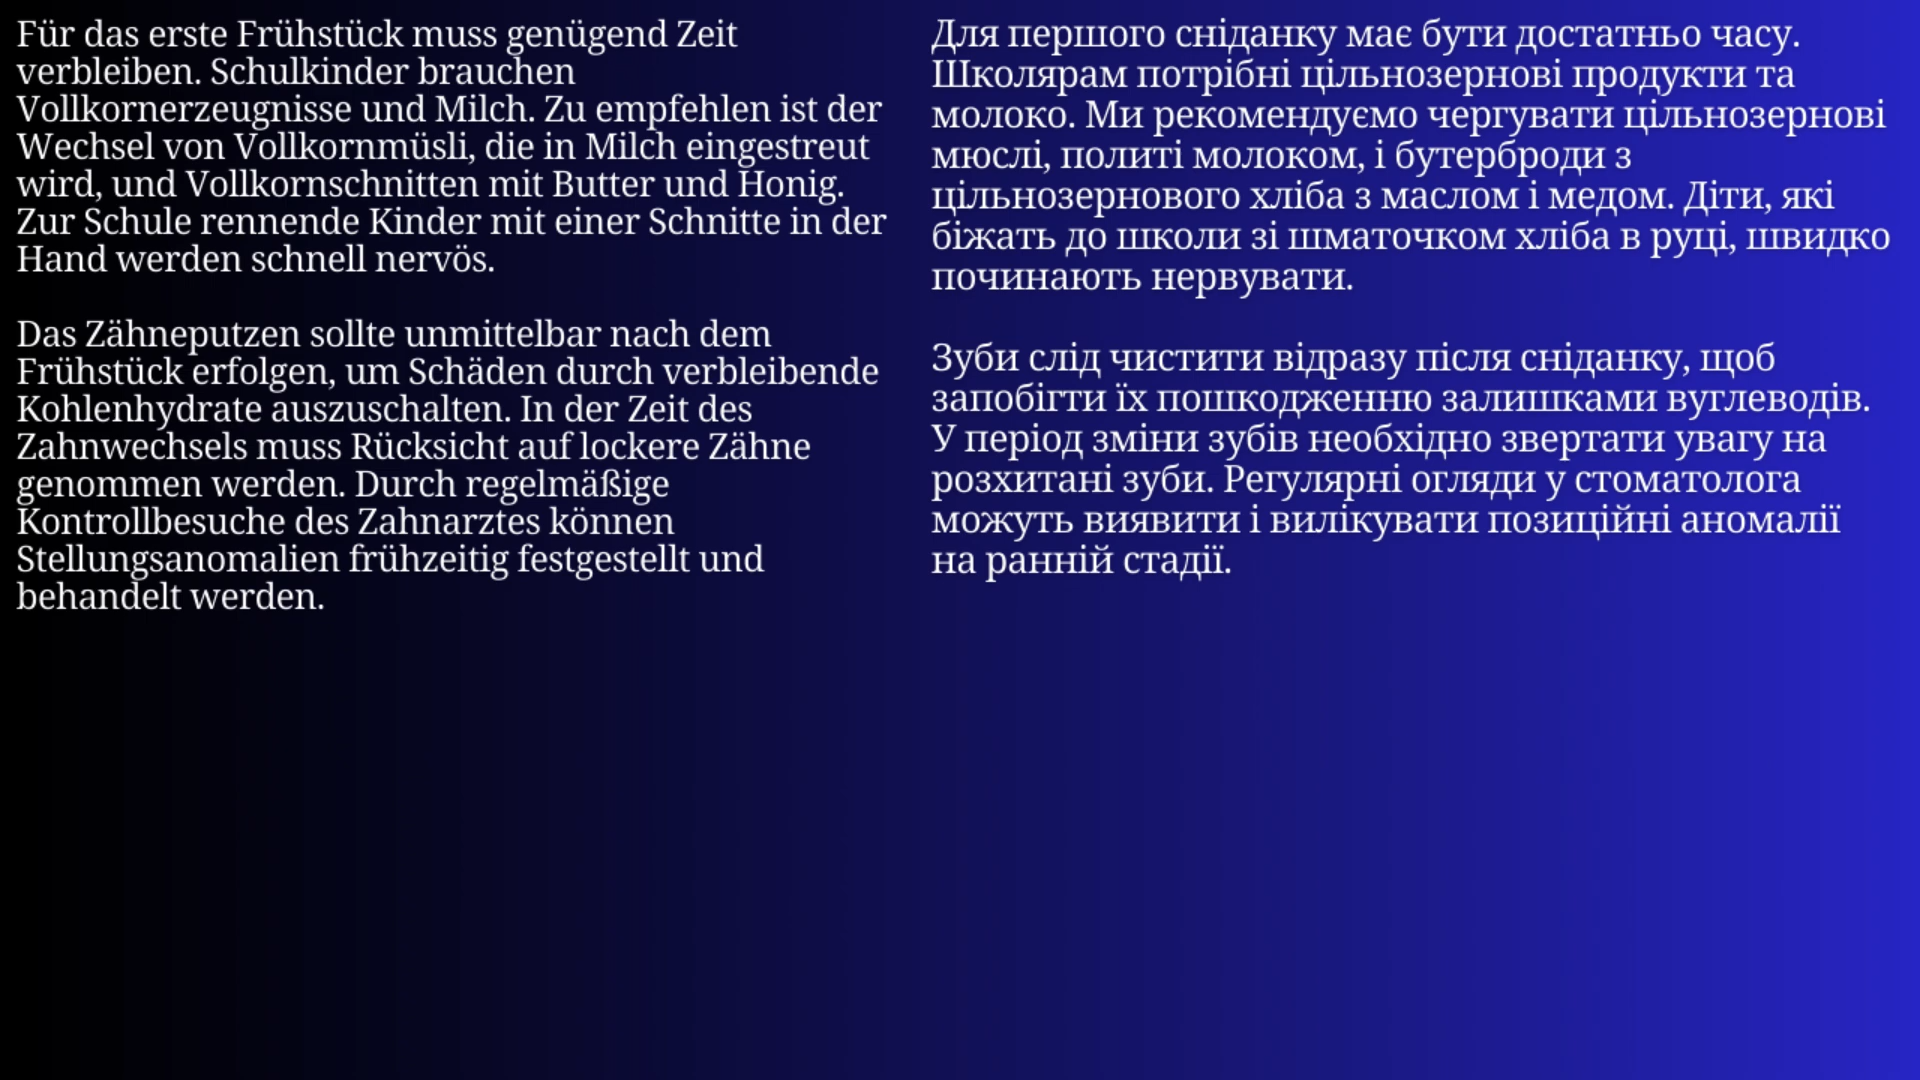 Für das erste Frühstück muss genügend Zeit
verbleiben. Schulkinder brauchen
Vollkornerzeugnisse und Milch. Zu empfehlen ist der
Wechsel von Vollkornmüsli, die in Milch eingestreut
wird, und Vollkornschnitten mit Butter und Honig.
Zur Schule rennende Kinder mit einer Schnitte in der
Hand werden schnell nervös.
Das Zähneputzen sollte unmittelbar nach dem
Frühstück erfolgen, um Schäden durch verbleibende
Kohlenhydrate auszuschalten. In der Zeit des
Zahnwechsels muss Rücksicht auf lockere Zähne
genommen werden. Durch regelmäßige
Kontrollbesuche des Zahnarztes können
Stellungsanomalien frühzeitig festgestellt und
behandelt werden.
Для першого сніданку має бути достатньо часу.
Школярам потрібні цільнозернові продукти та
молоко. Ми рекомендуємо чергувати цільнозернові
мюслі, политі молоком, і бутерброди з
цільнозернового хліба з маслом і медом. Діти, які
біжать до школи зі шматочком хліба в руці, швидко
починають нервувати.
Зуби слід чистити відразу після сніданку, щоб
запобігти їх пошкодженню залишками вуглеводів.
У період зміни зубів необхідно звертати увагу на
розхитані зуби. Регулярні огляди у стоматолога
можуть виявити і вилікувати позиційні аномалії
на ранній стадії.